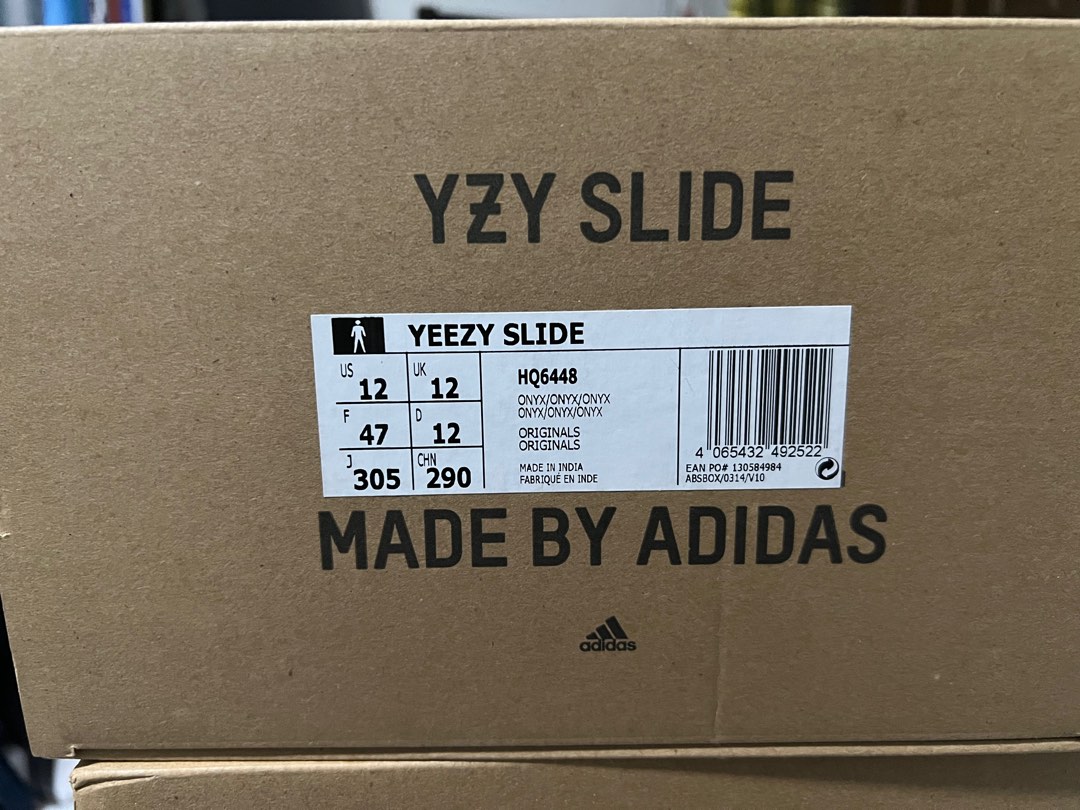 YZY SLIDE
YEEZY SLIDE
US 12 UK 12
F 47 D 12
J 305 CHN 290
HQ6448
ONYX/ONYX/ONYX
ONYX/ONYX/ONYX
ORIGINALS
ORIGINALS
MADE IN INDIA
FABRIQUÉ EN INDE
4 065432 492522
EAN PO# 130584984
ABSBOX/0314/V10
MADE BY ADIDAS
adidas